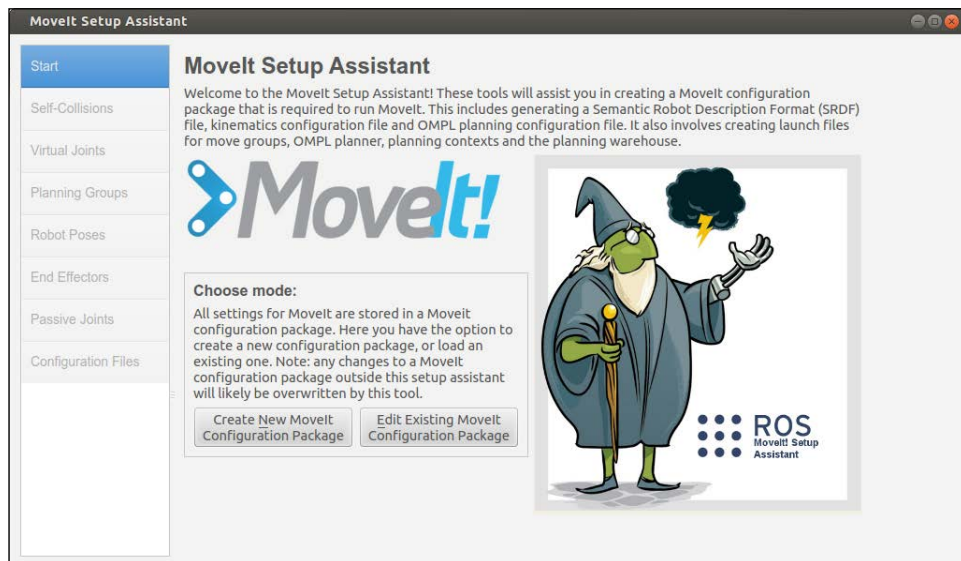 MoveIt Setup Assistant
Start
Self-Collisions
Virtual Joints
Planning Groups
Robot Poses
End Effectors
Passive Joints
Configuration Files
MoveIt Setup Assistant
Welcome to the MoveIt Setup Assistant! These tools will assist you in creating a MoveIt configuration
package that is required to run MoveIt. This includes generating a Semantic Robot Description Format (SRDF)
file, kinematics configuration file and OMPL planning configuration file. It also involves creating launch files
for move groups, OMPL planner, planning contexts and the planning warehouse.
MoveIt!
Choose mode:
All settings for MoveIt are stored in a Moveit
configuration package. Here you have the option to
create a new configuration package, or load an
existing one. Note: any changes to a MoveIt
configuration package outside this setup assistant
will likely be overwritten by this tool.
Create New MoveIt
Configuration Package
Edit Existing MoveIt
Configuration Package
ROS
MoveIt! Setup
Assistant